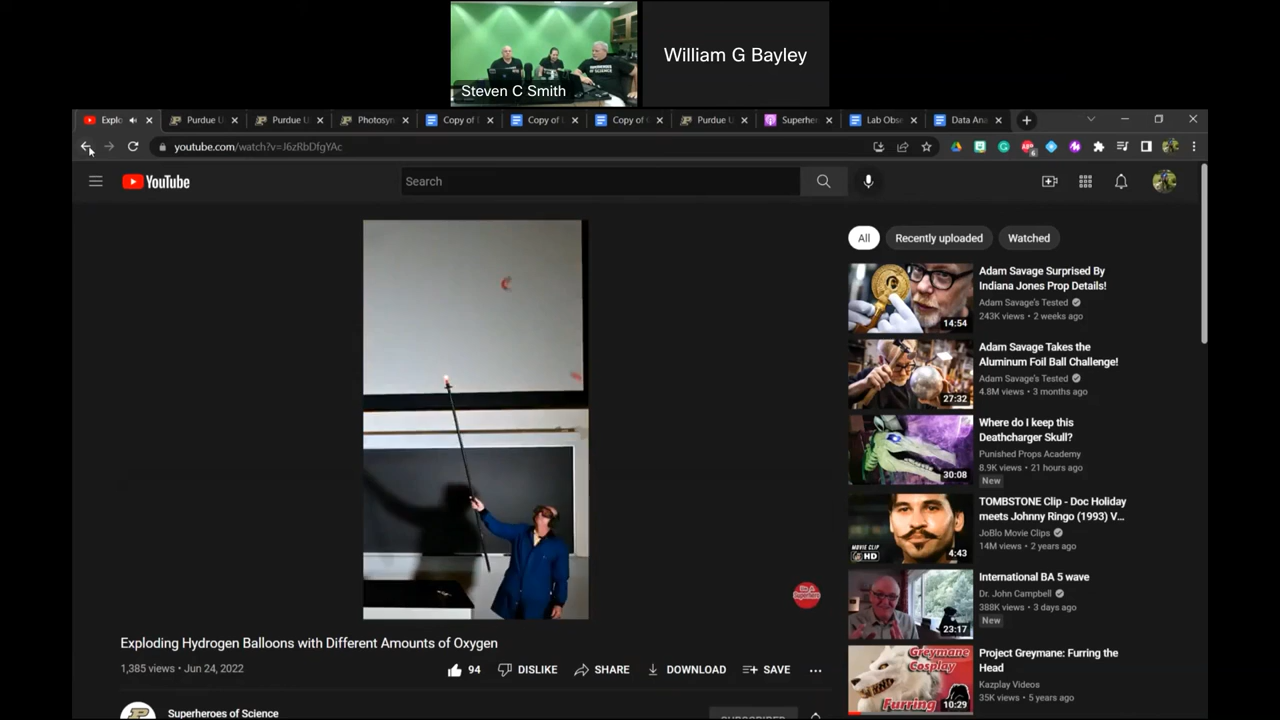 Steven C Smith
William G Bayley
Explo
Purdue U
Purdue U
Photosyn
Copy of L
Copy of L
Copy of C
Purdue U
Superhe
Lab Obse
Data Ana
youtube.com/watch?v=J6zRbDfgYAc
YouTube
Search
All
Recently uploaded
Watched
Adam Savage Surprised By
Indiana Jones Prop Details!
Adam Savage's Tested
243K views • 2 weeks ago
14:54
Adam Savage Takes the
Aluminum Foil Ball Challenge!
Adam Savage's Tested
4.8M views • 3 months ago
27:32
Where do I keep this
Deathcharger Skull?
Punished Props Academy
8.9K views • 21 hours ago
New
30:08
TOMBSTONE Clip - Doc Holiday
meets Johnny Ringo (1993) V...
JoBlo Movie Clips
14M views • 2 years ago
MOVIE CLIP
HD
4:43
International BA 5 wave
Dr. John Campbell
388K views • 3 days ago
New
23:17
Project Greymane: Furring the
Head
Kazplay Videos
35K views • 5 years ago
Greymane
Cosplay
Furring
10:29
Exploding Hydrogen Balloons with Different Amounts of Oxygen
1,385 views • Jun 24, 2022
94
DISLIKE
SHARE
DOWNLOAD
SAVE
Superheroes of Science
SUBSCRIBED